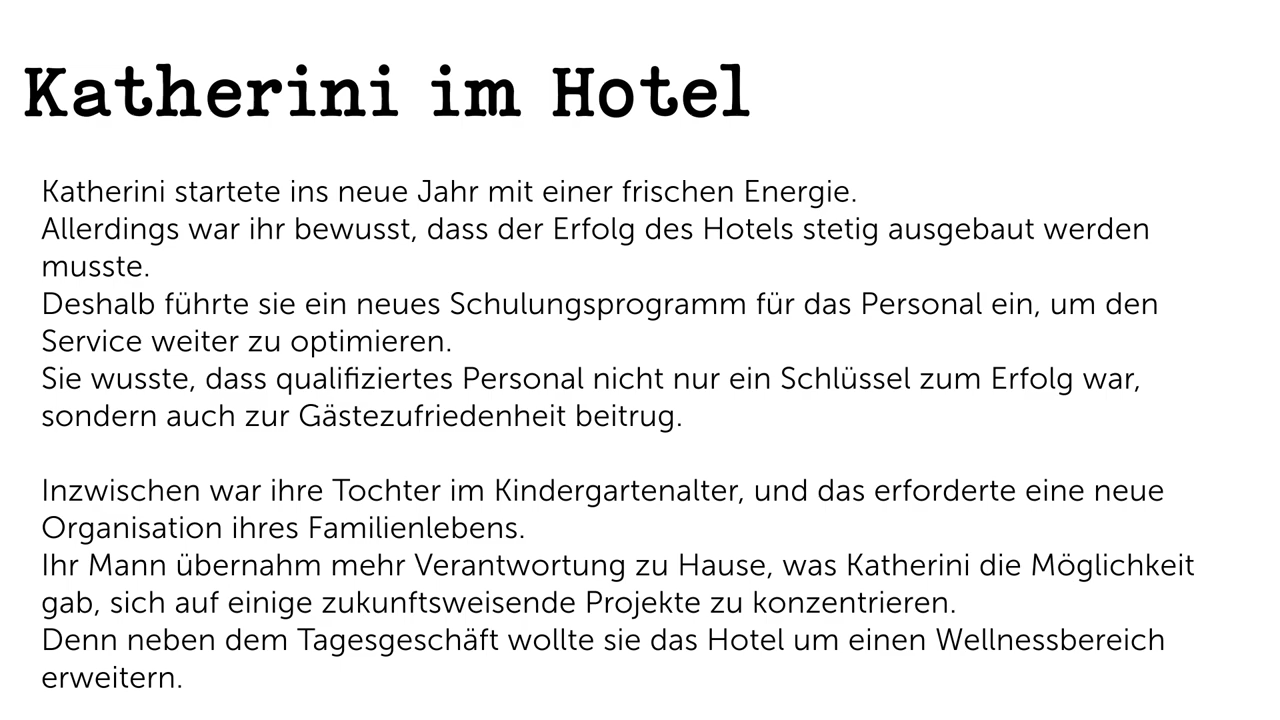 Katherini im Hotel
Katherini startete ins neue Jahr mit einer frischen Energie.
Allerdings war ihr bewusst, dass der Erfolg des Hotels stetig ausgebaut werden
musste.
Deshalb führte sie ein neues Schulungsprogramm für das Personal ein, um den
Service weiter zu optimieren.
Sie wusste, dass qualifiziertes Personal nicht nur ein Schlüssel zum Erfolg war,
sondern auch zur Gästezufriedenheit beitrug.
Inzwischen war ihre Tochter im Kindergartenalter, und das erforderte eine neue
Organisation ihres Familienlebens.
Ihr Mann übernahm mehr Verantwortung zu Hause, was Katherini die Möglichkeit
gab, sich auf einige zukunftsweisende Projekte zu konzentrieren.
Denn neben dem Tagesgeschäft wollte sie das Hotel um einen Wellnessbereich
erweitern.